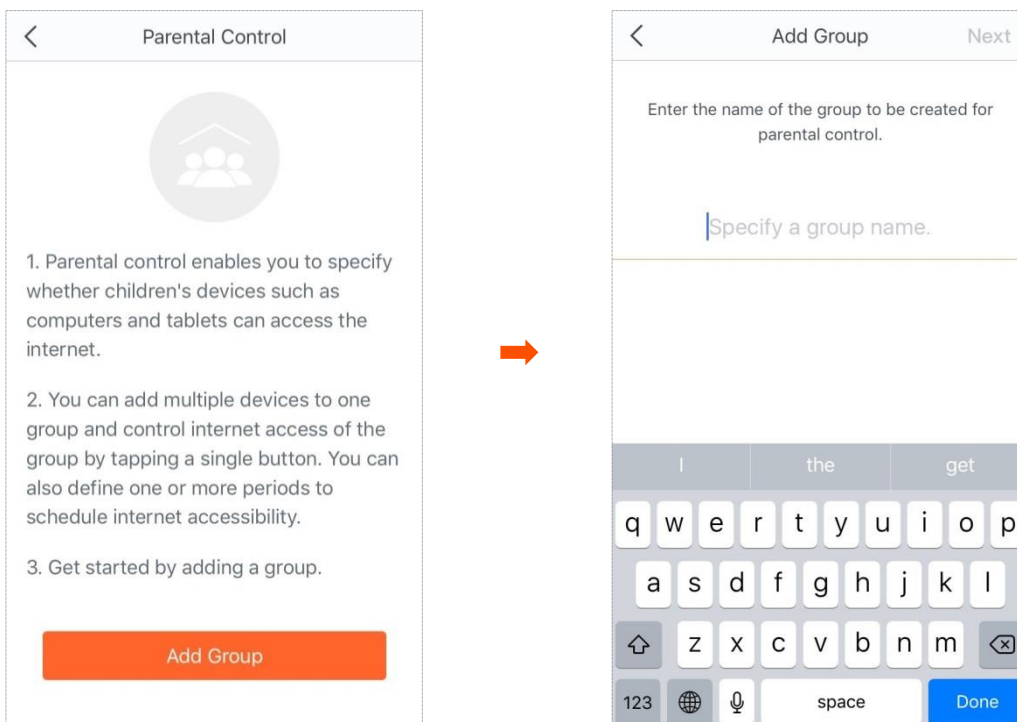 Parental Control
1. Parental control enables you to specify
whether children's devices such as
computers and tablets can access the
internet.
2. You can add multiple devices to one
group and control internet access of the
group by tapping a single button. You can
also define one or more periods to
schedule internet accessibility.
3. Get started by adding a group.
Add Group
Add Group Next
Enter the name of the group to be created for
parental control.
Specify a group name.
I the get
q w e r t y u i o p
a s d f g h j k l
z x c v b n m
123 space Done